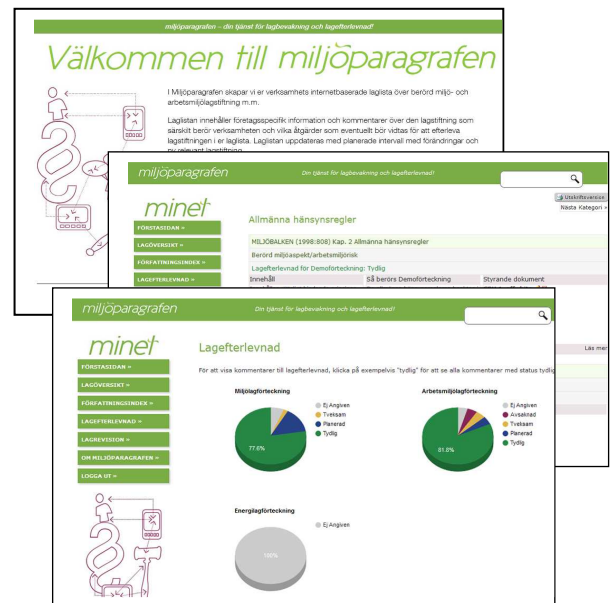 miljöparagrafen – din tjänst för lagbevakning och lagefterlevnad!
Välkommen till miljöparagrafen
I Miljöparagrafen skapar vi er verksamhets internetbaserade laglista över berörd miljö- och
arbetsmiljölagstiftning m.m.
Laglistan innehåller företagsspecifik information och kommentarer över den lagstiftning som
särskilt berör verksamheten och vilka åtgärder som eventuellt bör vidtas för att efterleva
lagstiftningen i er laglista. Laglistan uppdateras med planerade intervall med förändringar och
ny relevant lagstiftning.
miljöparagrafen
Din tjänst för lagbevakning och lagefterlevnad!
Utskriftsversion
Nästa Kategori »
minet
FÖRSTASIDAN »
LAGÖVERSIKT »
FÖRFATTNINGSINDEX »
LAGEFTERLEVNAD »
Allmänna hänsynsregler
MILJÖBALKEN (1998:808) Kap. 2 Allmänna hänsynsregler
Berörd miljöaspekt/arbetsmiljörisk
Lagefterlevnad för Demoförteckning: Tydlig
Innehåll Så berörs Demoförteckning Styrande dokument
Läs mer
miljöparagrafen
Din tjänst för lagbevakning och lagefterlevnad!
minet
FÖRSTASIDAN »
LAGÖVERSIKT »
FÖRFATTNINGSINDEX »
LAGEFTERLEVNAD »
LAGREVISION »
OM MILJÖPARAGRAFEN »
LOGGA UT »
Lagefterlevnad
För att visa kommentarer till lagefterlevnad, klicka på exempelvis "tydlig" för att se alla kommentarer med status tydlig
Miljölagförteckning
Ej Angiven
Tveksam
Planerad
Tydlig
77.6%
Arbetsmiljölagförteckning
Ej Angiven
Avsaknad
Tveksam
Planerad
Tydlig
81.8%
Energilagförteckning
Ej Angiven
100%